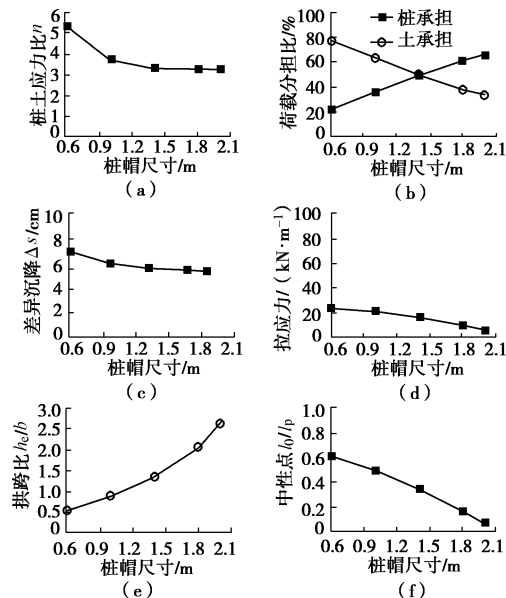 桩土应力比n
6
5
4
3
2
1
0
0.6 0.9 1.2 1.5 1.8 2.1
桩帽尺寸/m
(a)
荷载分担比/%
100
80
60
40
20
0
桩承担
土承担
0.6 0.9 1.2 1.5 1.8 2.1
桩帽尺寸/m
(b)
差异沉降Δs/cm
10
8
6
4
2
0
0.6 0.9 1.2 1.5 1.8 2.1
桩帽尺寸/m
(c)
拉应力/(kN·m⁻¹)
100
80
60
40
20
0
0.6 0.9 1.2 1.5 1.8 2.1
桩帽尺寸/m
(d)
拱跨比he/b
3.0
2.5
2.0
1.5
1.0
0.5
0
0.6 0.9 1.2 1.5 1.8 2.1
桩帽尺寸/m
(e)
中性点l0/lp
1.0
0.8
0.6
0.4
0.2
0
0.6 0.9 1.2 1.5 1.8 2.1
桩帽尺寸/m
(f)